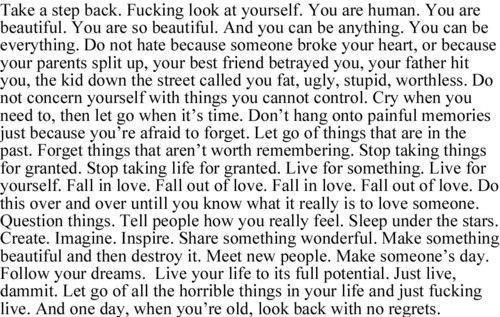 Take a step back. Fucking look at yourself. You are human. You are
beautiful. You are so beautiful. And you can be anything. You can be
everything. Do not hate because someone broke your heart, or because
your parents split up, your best friend betrayed you, your father hit
you, the kid down the street called you fat, ugly, stupid, worthless. Do
not concern yourself with things you cannot control. Cry when you
need to, then let go when it’s time. Don’t hang onto painful memories
just because you’re afraid to forget. Let go of things that are in the
past. Forget things that aren’t worth remembering. Stop taking things
for granted. Stop taking life for granted. Live for something. Live for
yourself. Fall in love. Fall out of love. Fall in love. Fall out of love. Do
this over and over untill you know what it really is to love someone.
Question things. Tell people how you really feel. Sleep under the stars.
Create. Imagine. Inspire. Share something wonderful. Make something
beautiful and then destroy it. Meet new people. Make someone’s day.
Follow your dreams.  Live your life to its full potential. Just live,
dammit. Let go of all the horrible things in your life and just fucking
live. And one day, when you’re old, look back with no regrets.